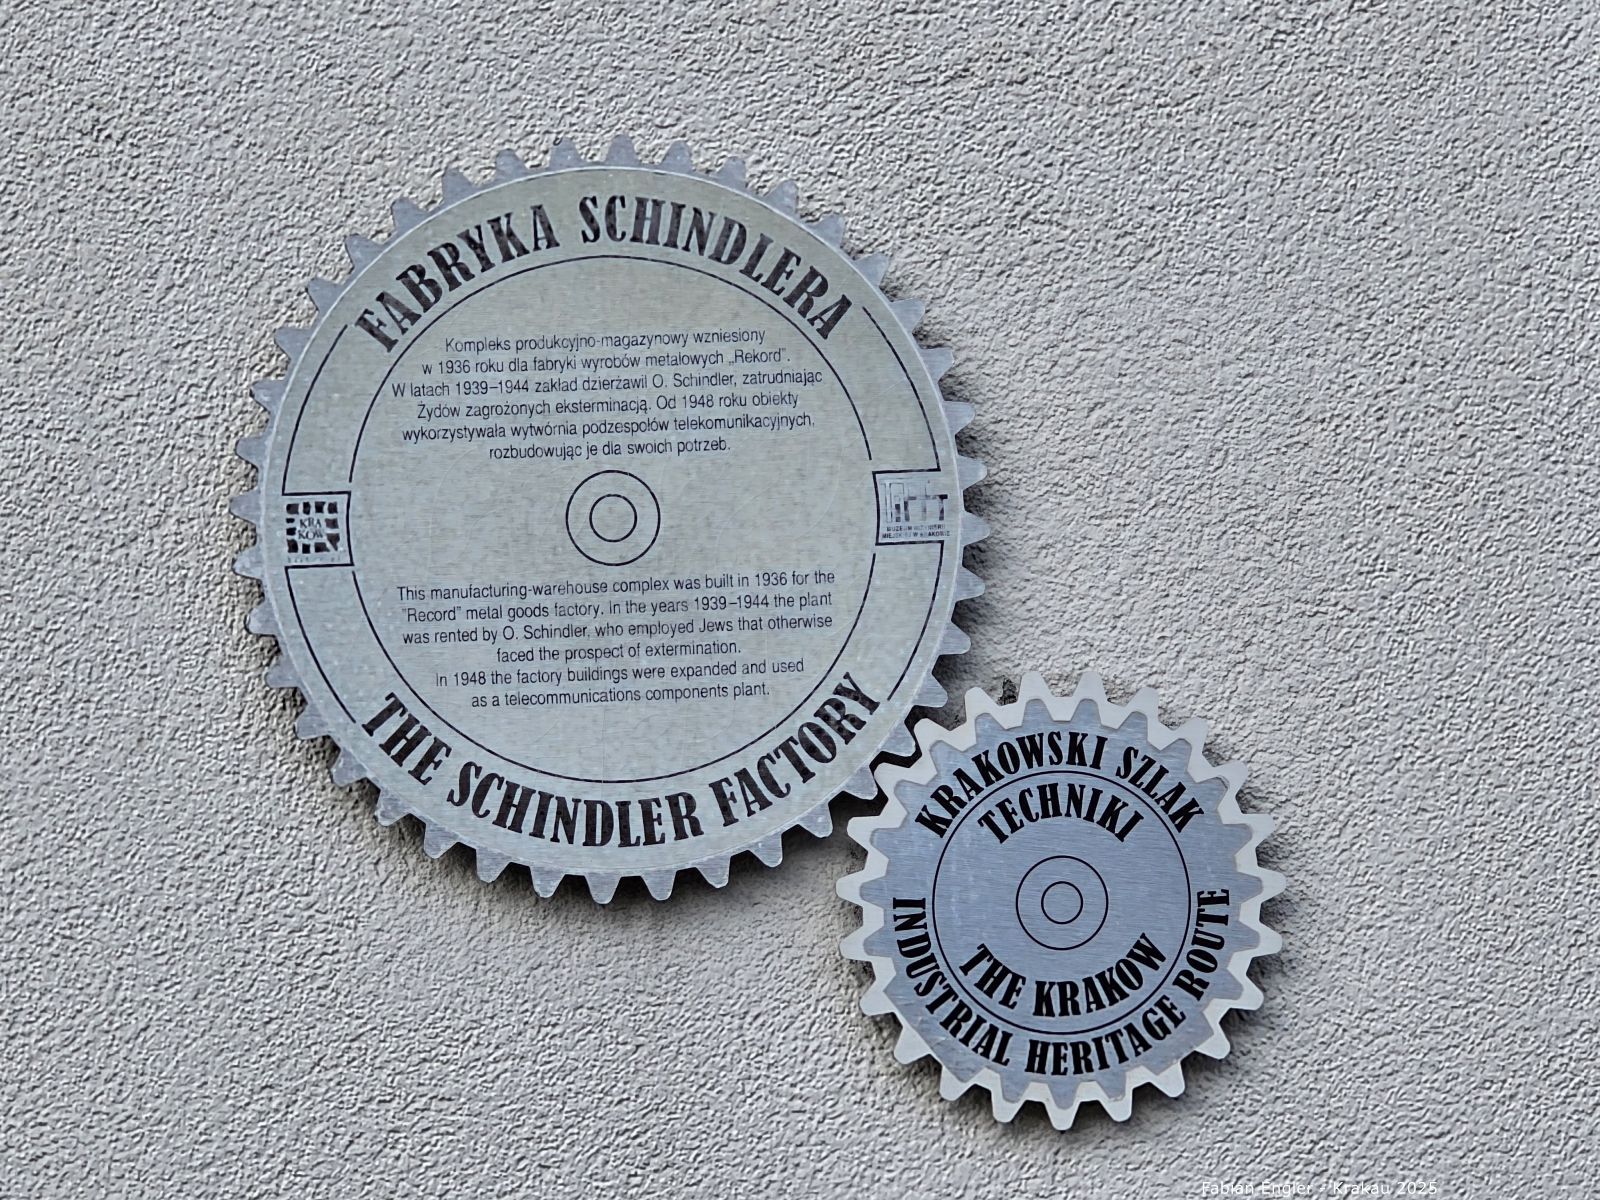 FABRYKA SCHINDLERA
Kompleks produkcyjno-magazynowy wzniesiony
w 1936 roku dla fabryki wyrobów metalowych „Rekord”.
W latach 1939–1944 zakład dzierżawił O. Schindler, zatrudniając
Żydów zagrożonych eksterminacją. Od 1948 roku obiekty
wykorzystywała wytwórnia podzespołów telekomunikacyjnych,
rozbudowując je dla swoich potrzeb.
KRA
KÓW
MUZEUM INŻYNIERII
MIEJSKIEJ W KRAKOWIE
This manufacturing-warehouse complex was built in 1936 for the
"Record" metal goods factory. In the years 1939–1944 the plant
was rented by O. Schindler, who employed Jews that otherwise
faced the prospect of extermination.
In 1948 the factory buildings were expanded and used
as a telecommunications components plant.
THE SCHINDLER FACTORY
KRAKOWSKI SZLAK
TECHNIKI
THE KRAKOW
INDUSTRIAL HERITAGE ROUTE
Fabian Engler - Krakau 2025